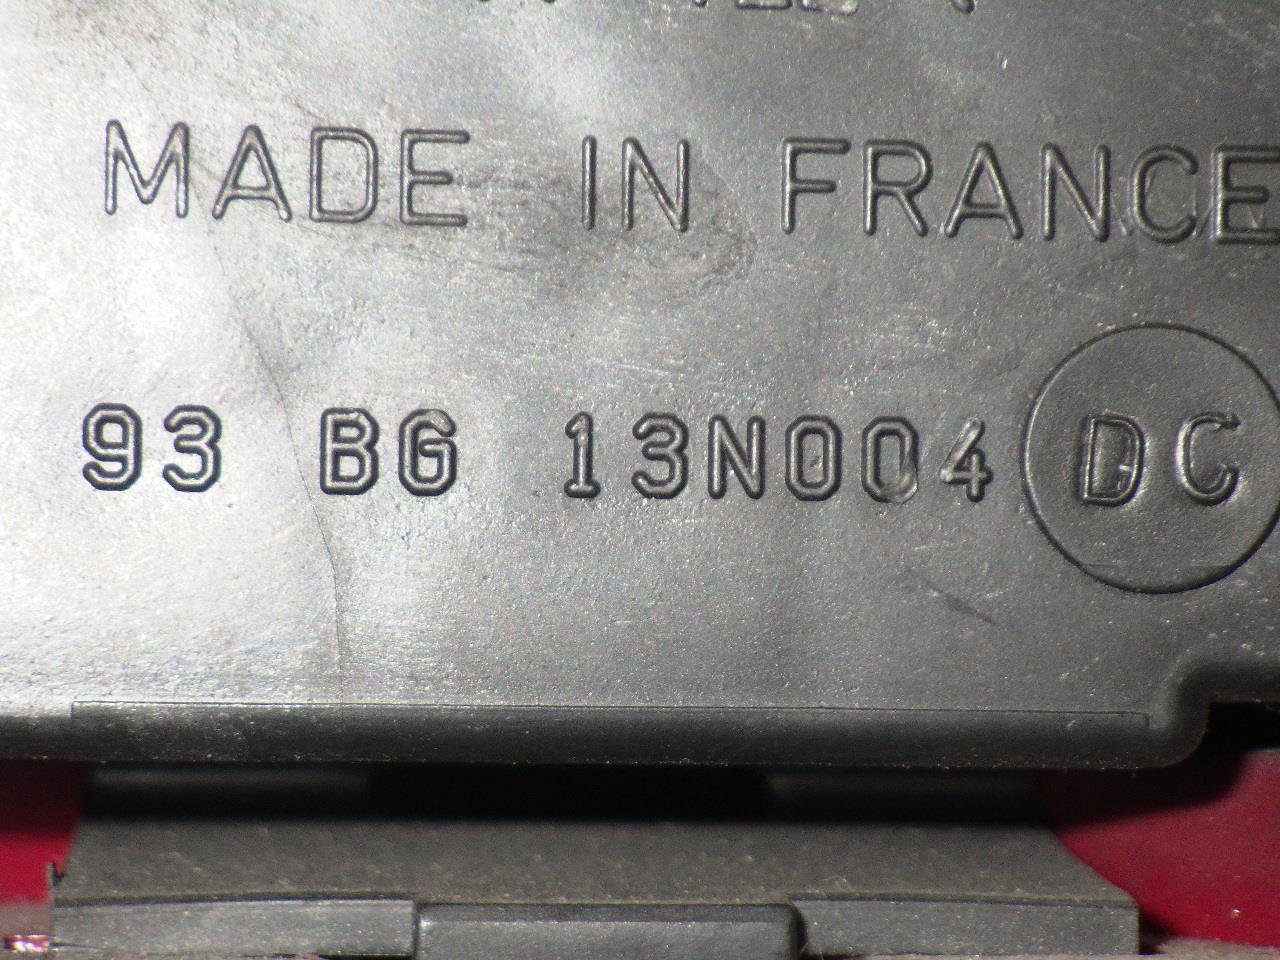 MADE IN FRANCE
93 BG 13N004 DC